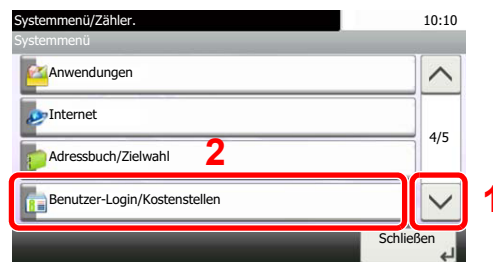 Systemmenü/Zähler. 10:10
Systemmenü
Anwendungen
Internet
4/5
Adressbuch/Zielwahl 2
Benutzer-Login/Kostenstellen 1
Schließen